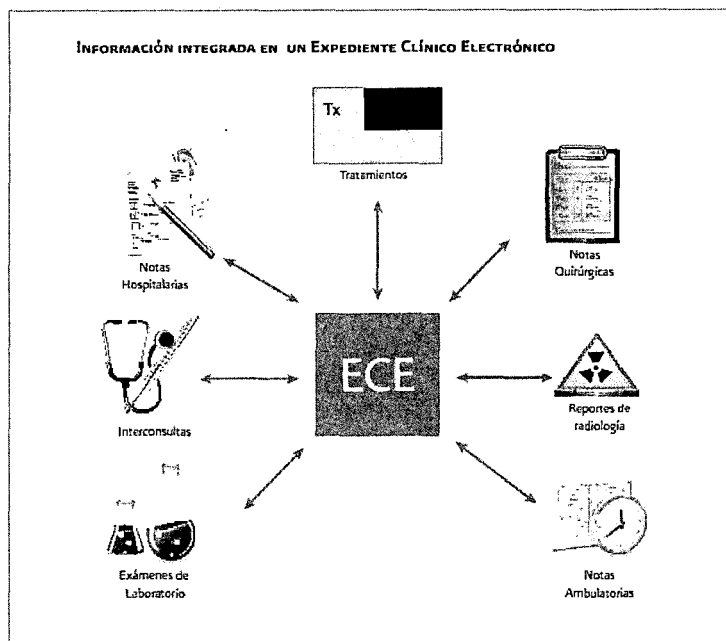 INFORMACIÓN INTEGRADA EN UN EXPEDIENTE CLÍNICO ELECTRÓNICO
Tx
Tratamientos
Notas
Hospitalarias
Notas
Quirúrgicas
ECE
Interconsultas
Reportes de
radiología
Exámenes de
Laboratorio
Notas
Ambulatorias